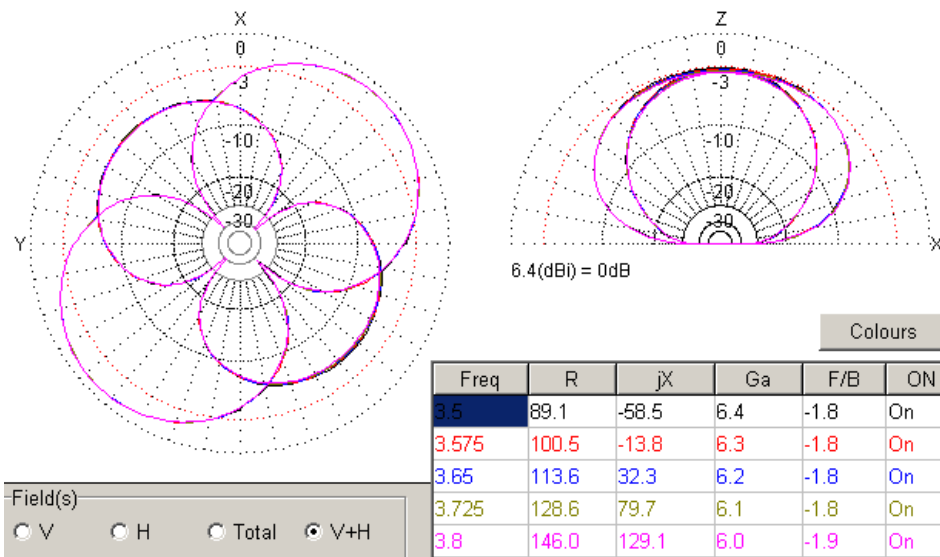 X
0
3
-10
-20
-30
Y
Z
0
-3
-10
-20
-30
X
6.4(dBi) = 0dB
Colours
Freq R jX Ga F/B ON
3.5 89.1 -58.5 6.4 -1.8 On
3.575 100.5 -13.8 6.3 -1.8 On
3.65 113.6 32.3 6.2 -1.8 On
3.725 128.6 79.7 6.1 -1.8 On
3.8 146.0 129.1 6.0 -1.9 On
Field(s)
V H Total V+H